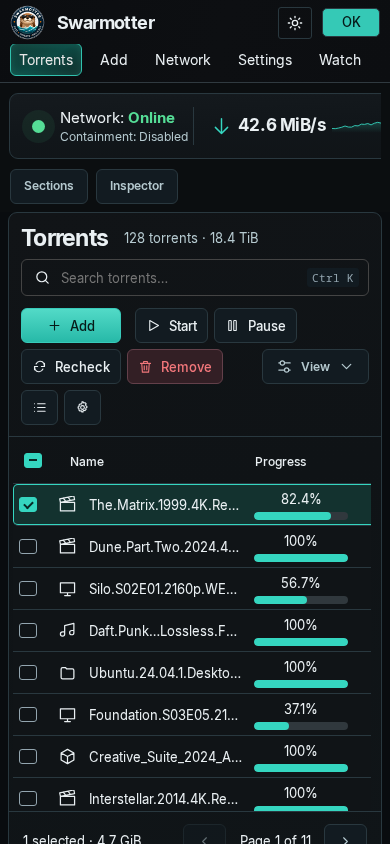 Swarmotter
OK
Torrents Add Network Settings Watch
Network: Online
Containment: Disabled
42.6 MiB/s
Sections Inspector
Torrents 128 torrents · 18.4 TiB
Search torrents... Ctrl K
Add Start Pause
Recheck Remove View
Name Progress
The.Matrix.1999.4K.Re... 82.4%
Dune.Part.Two.2024.4... 100%
Silo.S02E01.2160p.WE... 56.7%
Daft.Punk...Lossless.F... 100%
Ubuntu.24.04.1.Deskto... 100%
Foundation.S03E05.21... 37.1%
Creative_Suite_2024_A... 100%
Interstellar.2014.4K.Re... 100%
1 selected · 4.7 GiB Page 1 of 11